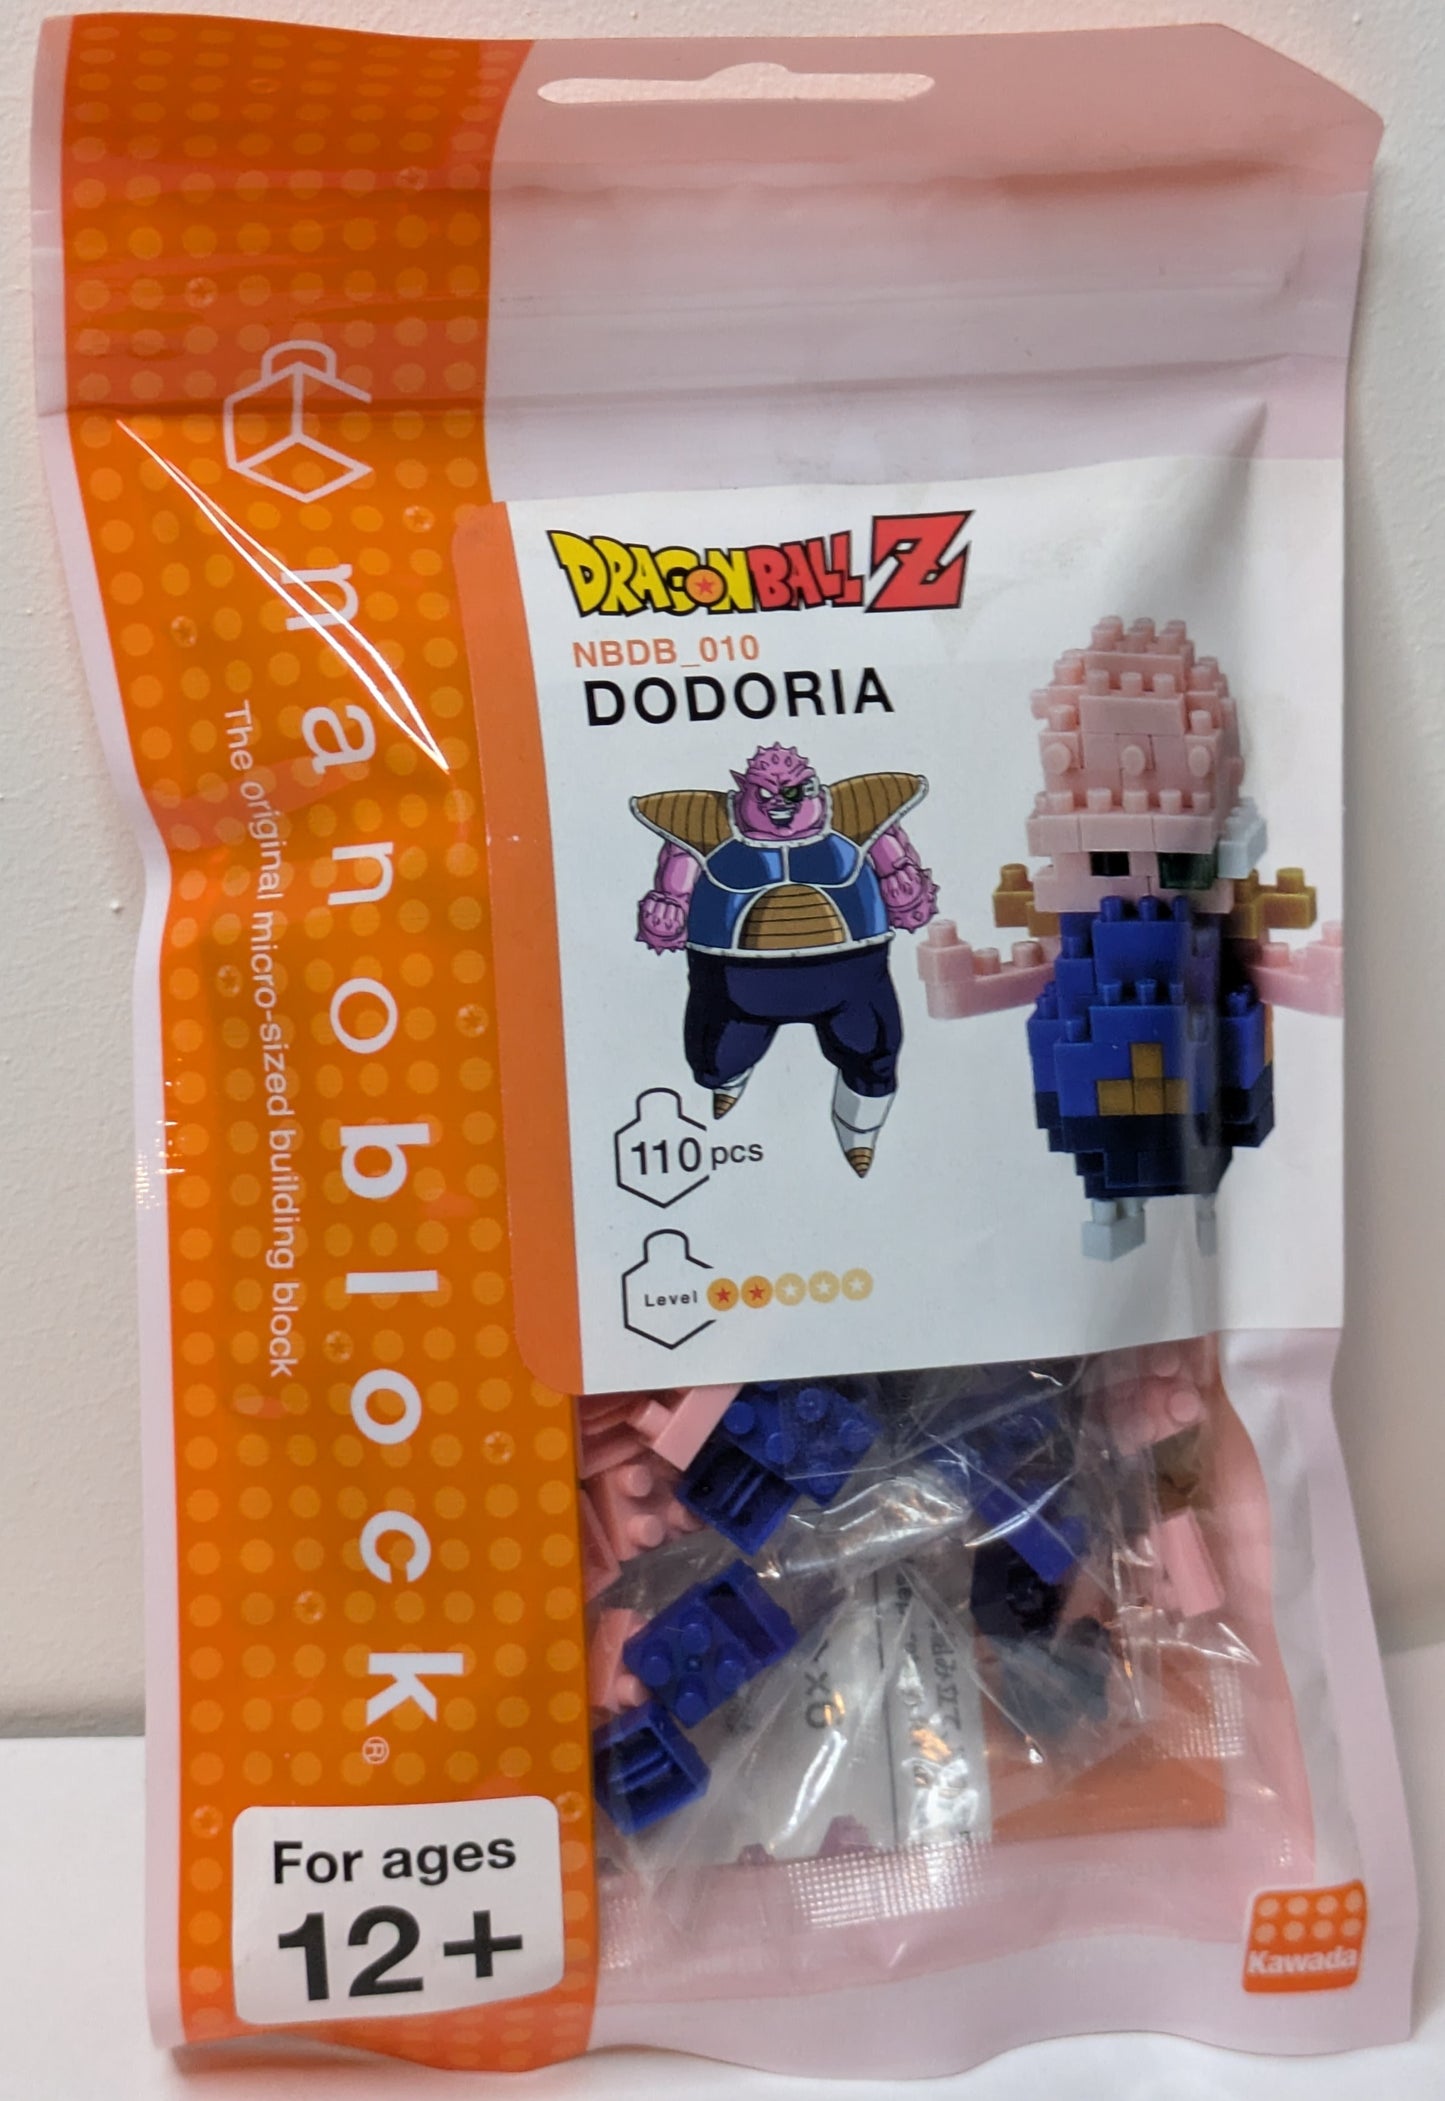 nanoblock®
The original micro-sized building block
DRAGONBALL Z
NBDB_010
DODORIA
110 pcs
Level
For ages
12+
Kawada